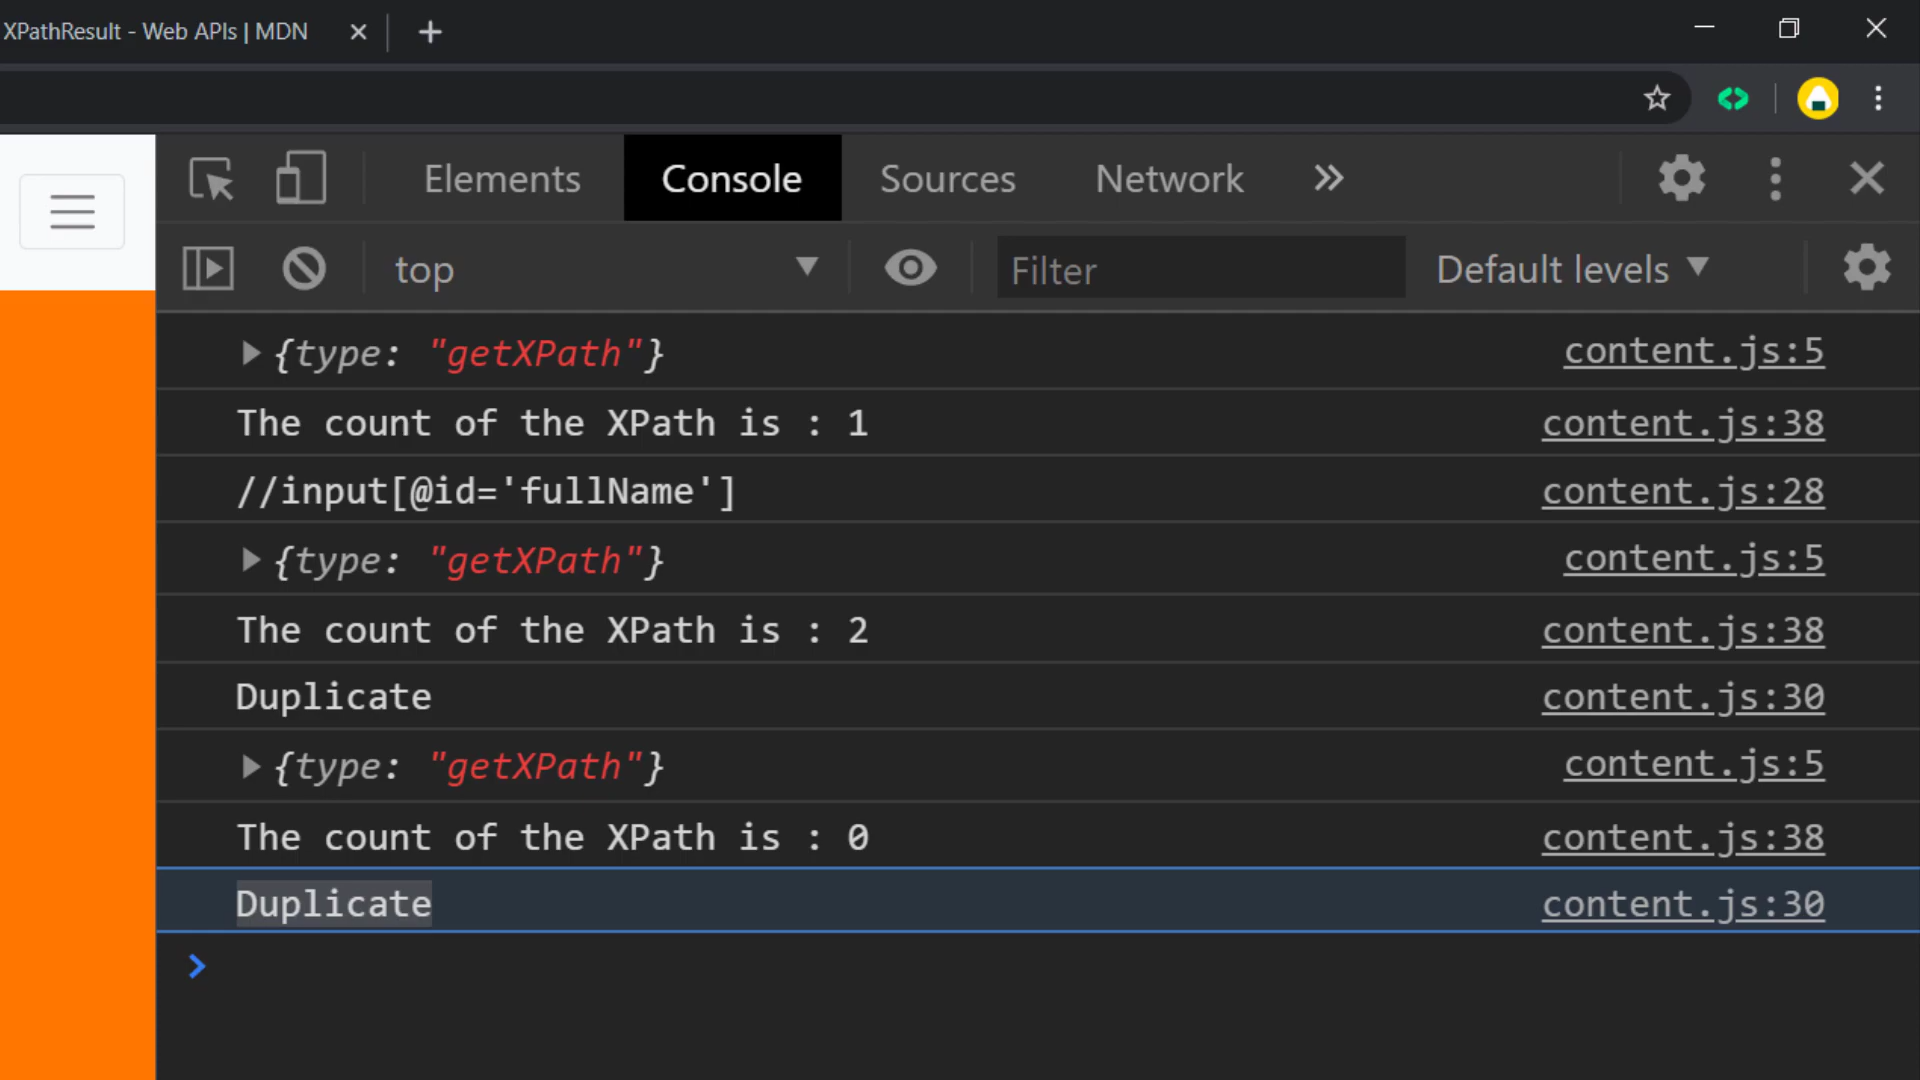 XPathResult - Web APIs | MDN
Elements Console Sources Network
top Filter Default levels
{type: "getXPath"} content.js:5
The count of the XPath is : 1 content.js:38
//input[@id='fullName'] content.js:28
{type: "getXPath"} content.js:5
The count of the XPath is : 2 content.js:38
Duplicate content.js:30
{type: "getXPath"} content.js:5
The count of the XPath is : 0 content.js:38
Duplicate content.js:30